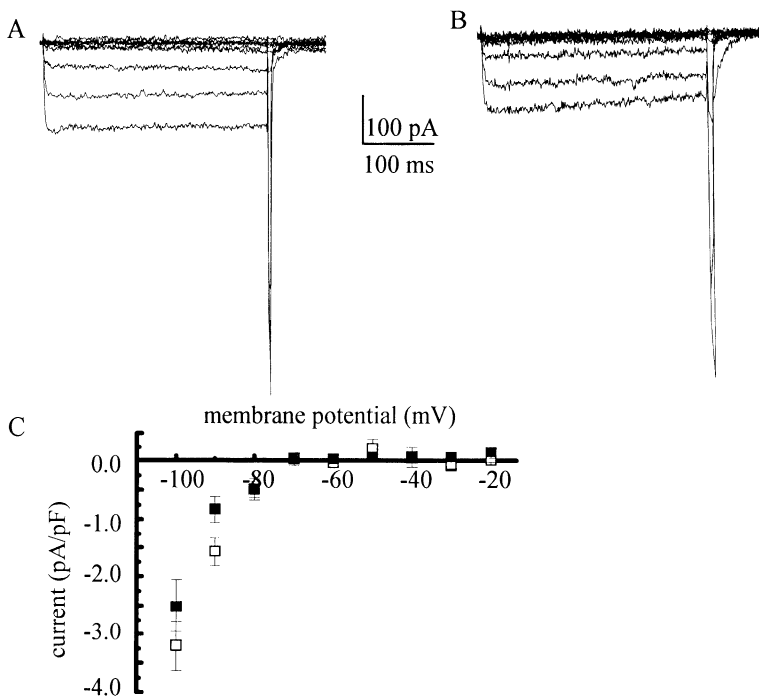 A
B
100 pA
100 ms
C
membrane potential (mV)
0.0
-100 -80 -60 -40 -20
-1.0
-2.0
-3.0
-4.0
current (pA/pF)